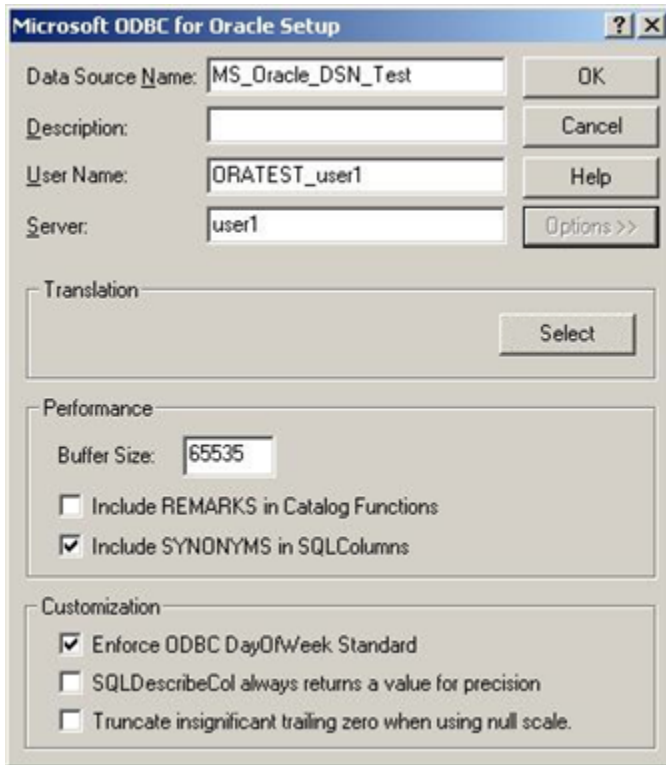 Microsoft ODBC for Oracle Setup
Data Source Name: MS_Oracle_DSN_Test OK
Description: Cancel
User Name: ORATEST_user1 Help
Server: user1 Options >>
Translation
Select
Performance
Buffer Size: 65535
Include REMARKS in Catalog Functions
Include SYNONYMS in SQLColumns
Customization
Enforce ODBC DayOfWeek Standard
SQLDescribeCol always returns a value for precision
Truncate insignificant trailing zero when using null scale.